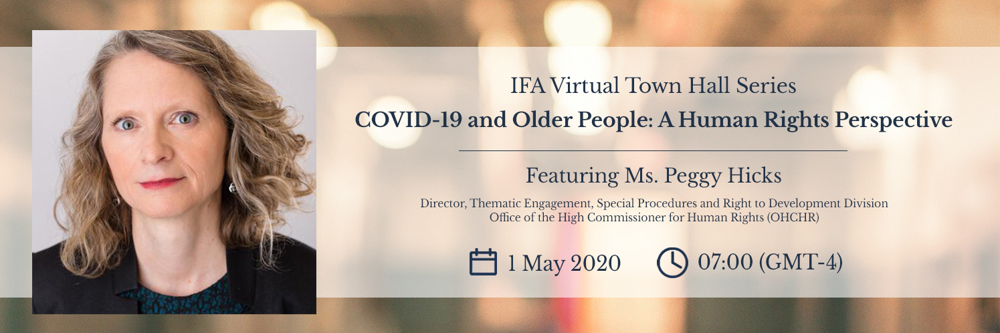 IFA Virtual Town Hall Series
COVID-19 and Older People: A Human Rights Perspective
Featuring Ms. Peggy Hicks
Director, Thematic Engagement, Special Procedures and Right to Development Division
Office of the High Commissioner for Human Rights (OHCHR)
1 May 2020
07:00 (GMT-4)